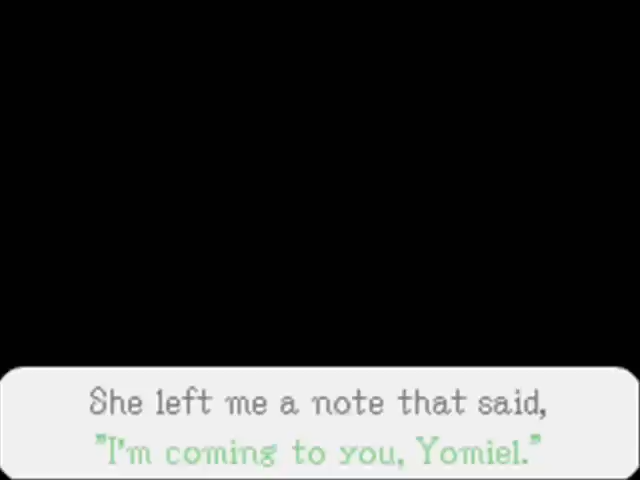 She left me a note that said,
"I'm coming to you, Yomiel."